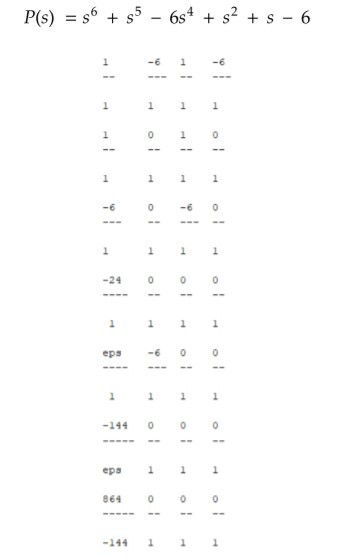 P(s) = s⁶ + s⁵ − 6s⁴ + s² + s − 6
1 -6 1 -6
-- --- -- ---
1 1 1 1
1 0 1 0
-- -- -- --
1 1 1 1
-6 0 -6 0
--- -- --- --
1 1 1 1
-24 0 0 0
---- -- -- --
1 1 1 1
eps -6 0 0
---- --- -- --
1 1 1 1
-144 0 0 0
----- -- -- --
eps 1 1 1
864 0 0 0
----- -- -- --
-144 1 1 1